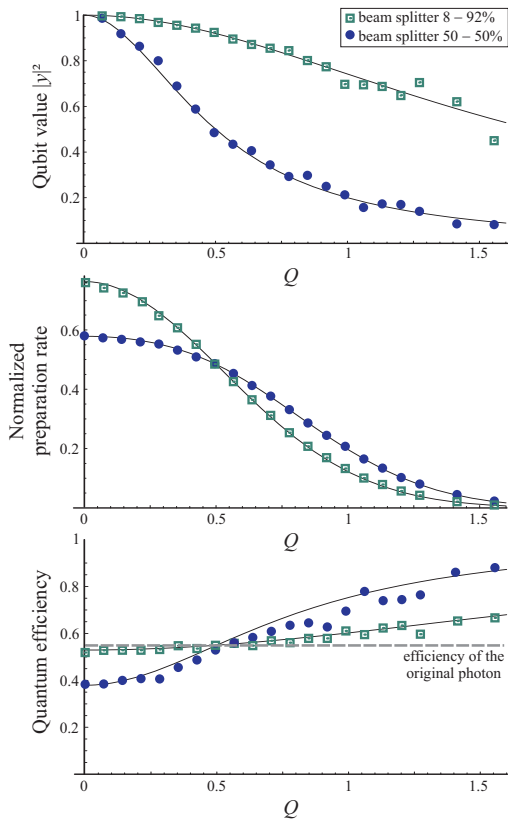 beam splitter 8 – 92%
beam splitter 50 – 50%
Qubit value |y|²
1
0.8
0.6
0.4
0.2
0
0.5
1
1.5
Q
Normalized
preparation rate
0.6
0.4
0.2
0
0.5
1
1.5
Q
Quantum efficiency
1
0.8
0.6
0.4
0.2
efficiency of the
original photon
0
0.5
1
1.5
Q